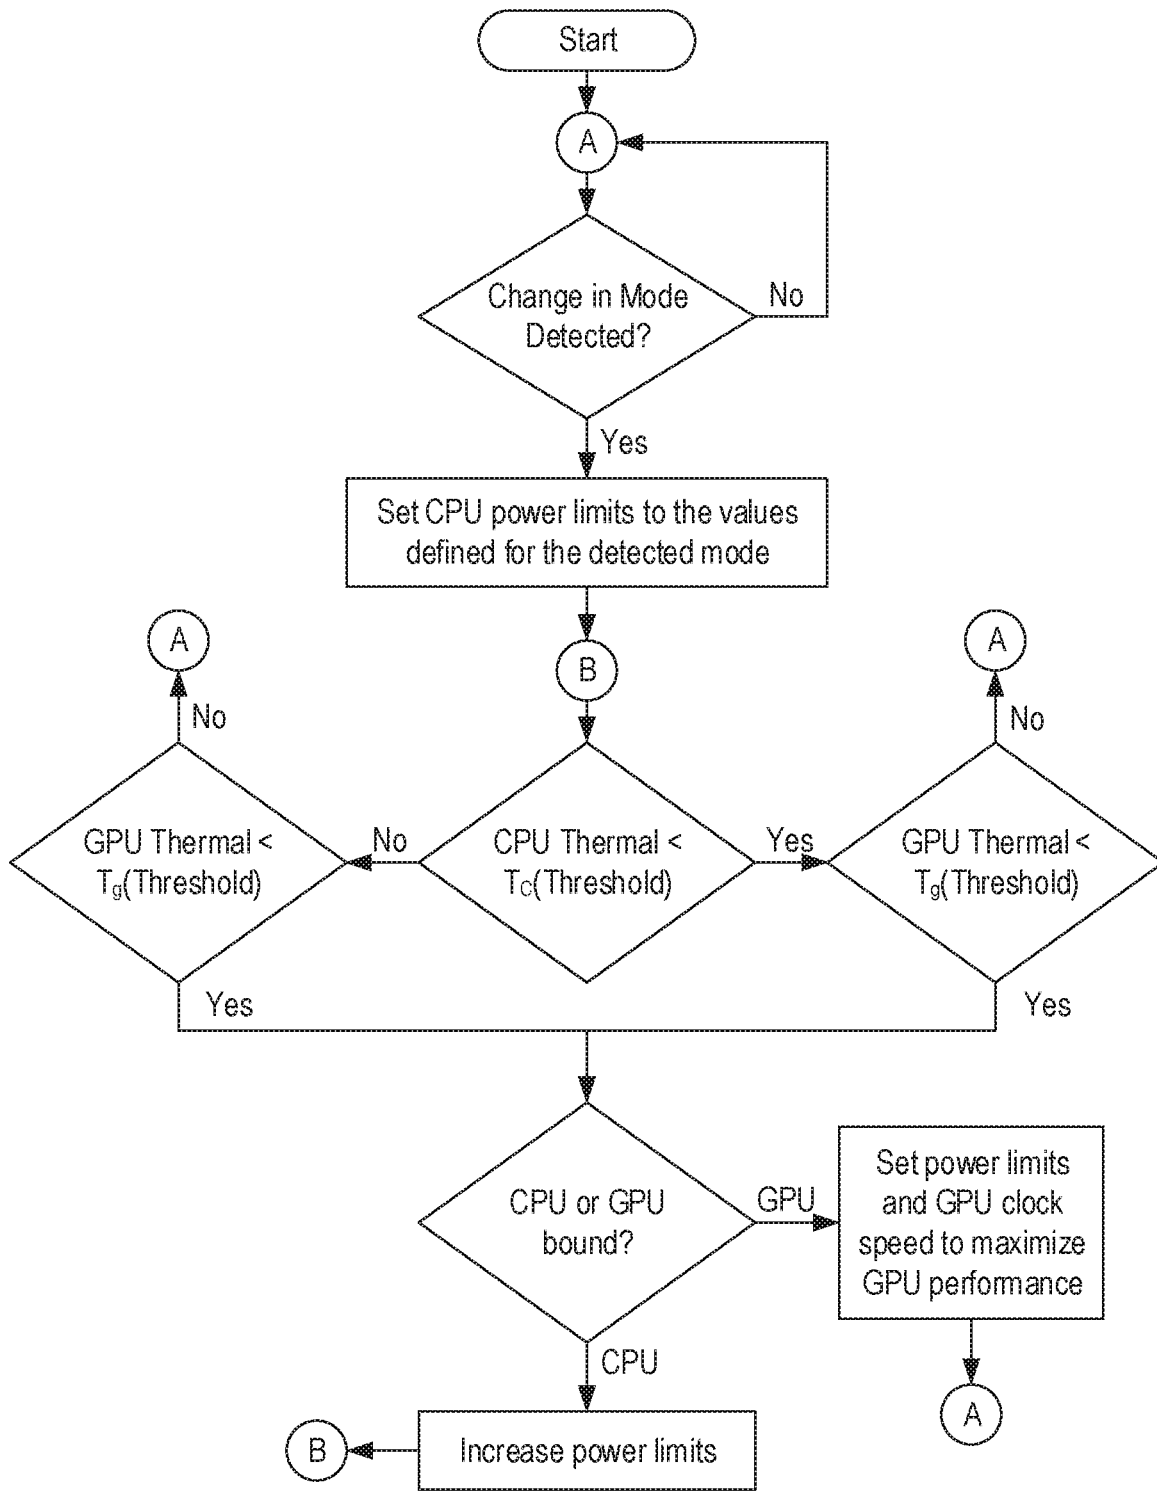 Start
A
Change in Mode
Detected?
No
Yes
Set CPU power limits to the values
defined for the detected mode
A
B
A
No
No
GPU Thermal <
Tg(Threshold)
No
CPU Thermal <
TC(Threshold)
Yes
GPU Thermal <
Tg(Threshold)
Yes
Yes
CPU or GPU
bound?
GPU
Set power limits
and GPU clock
speed to maximize
GPU performance
CPU
A
B
Increase power limits